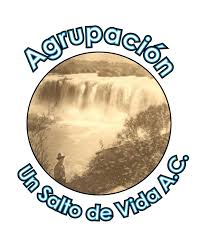 Agrupación
Un Salto de Vida A.C.